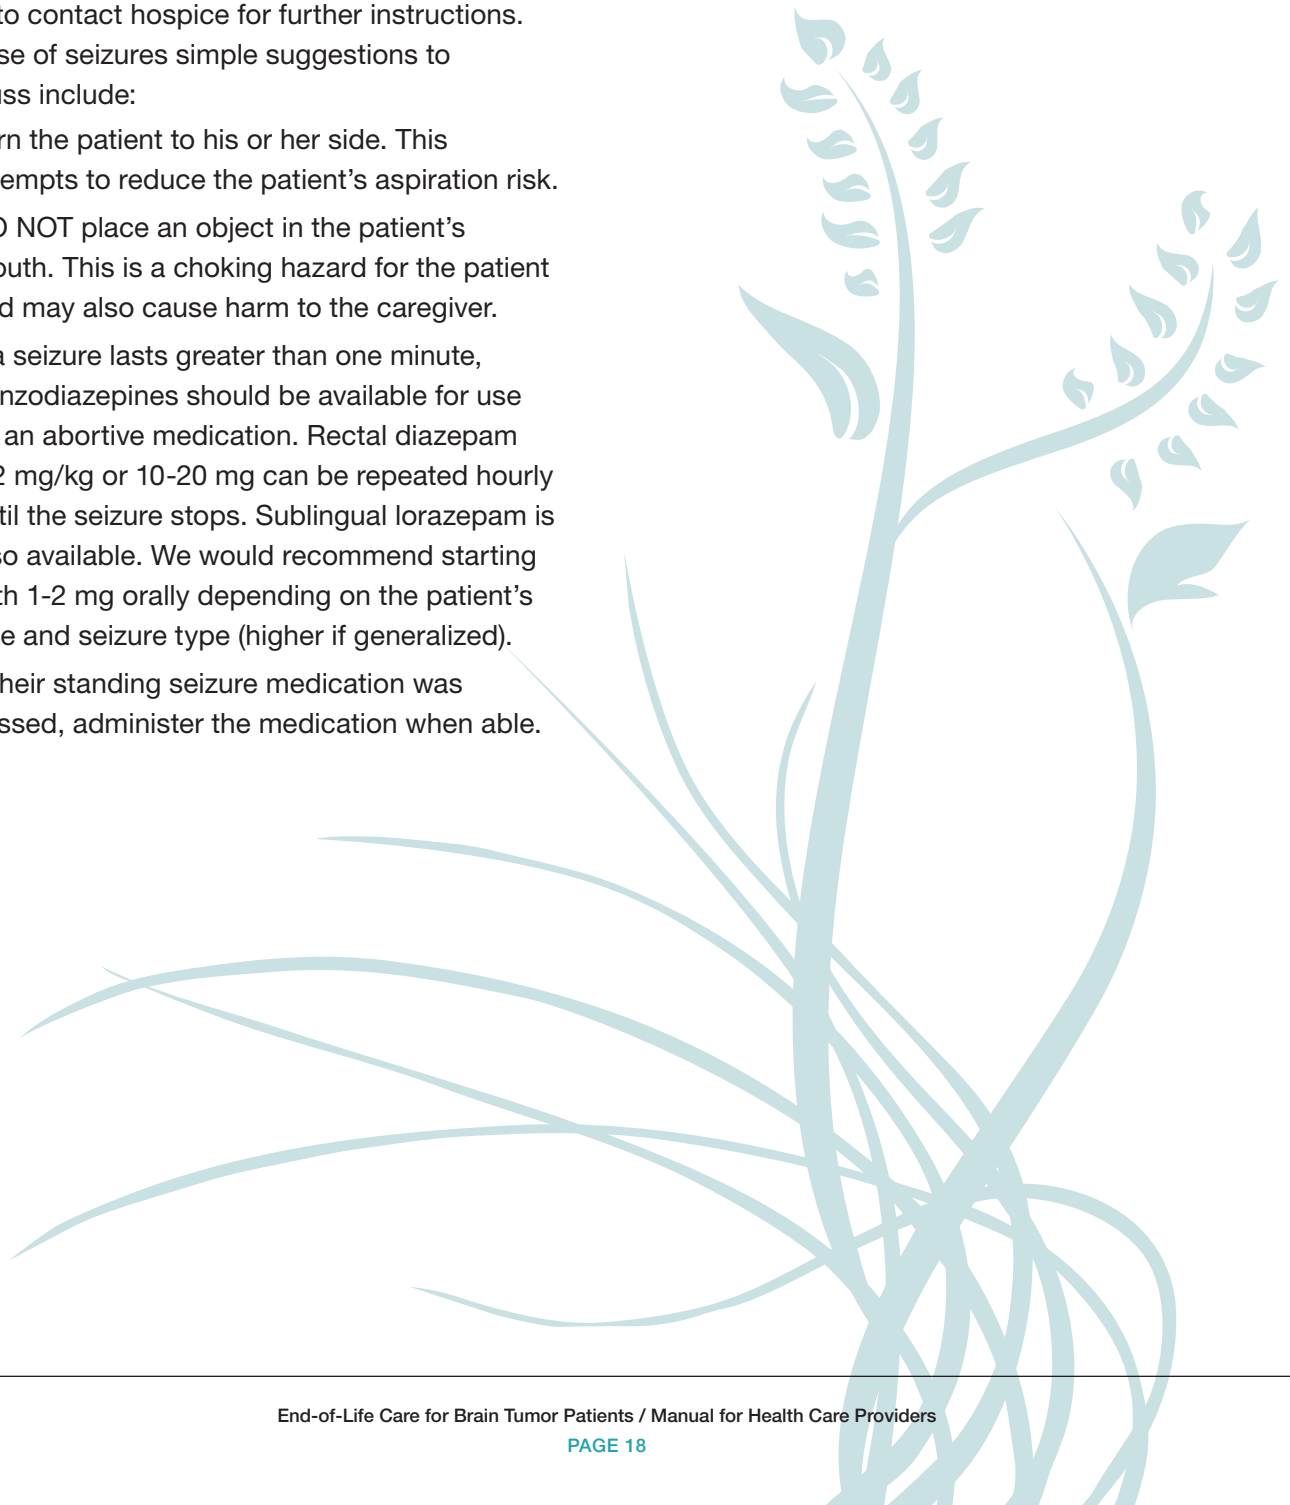 to contact hospice for further instructions.
se of seizures simple suggestions to
uss include:
rn the patient to his or her side. This
tempts to reduce the patient’s aspiration risk.
O NOT place an object in the patient’s
outh. This is a choking hazard for the patient
d may also cause harm to the caregiver.
a seizure lasts greater than one minute,
nzodiazepines should be available for use
an abortive medication. Rectal diazepam
2 mg/kg or 10-20 mg can be repeated hourly
til the seizure stops. Sublingual lorazepam is
so available. We would recommend starting
th 1-2 mg orally depending on the patient’s
e and seizure type (higher if generalized).
heir standing seizure medication was
ssed, administer the medication when able.
End-of-Life Care for Brain Tumor Patients / Manual for Health Care Providers
PAGE 18